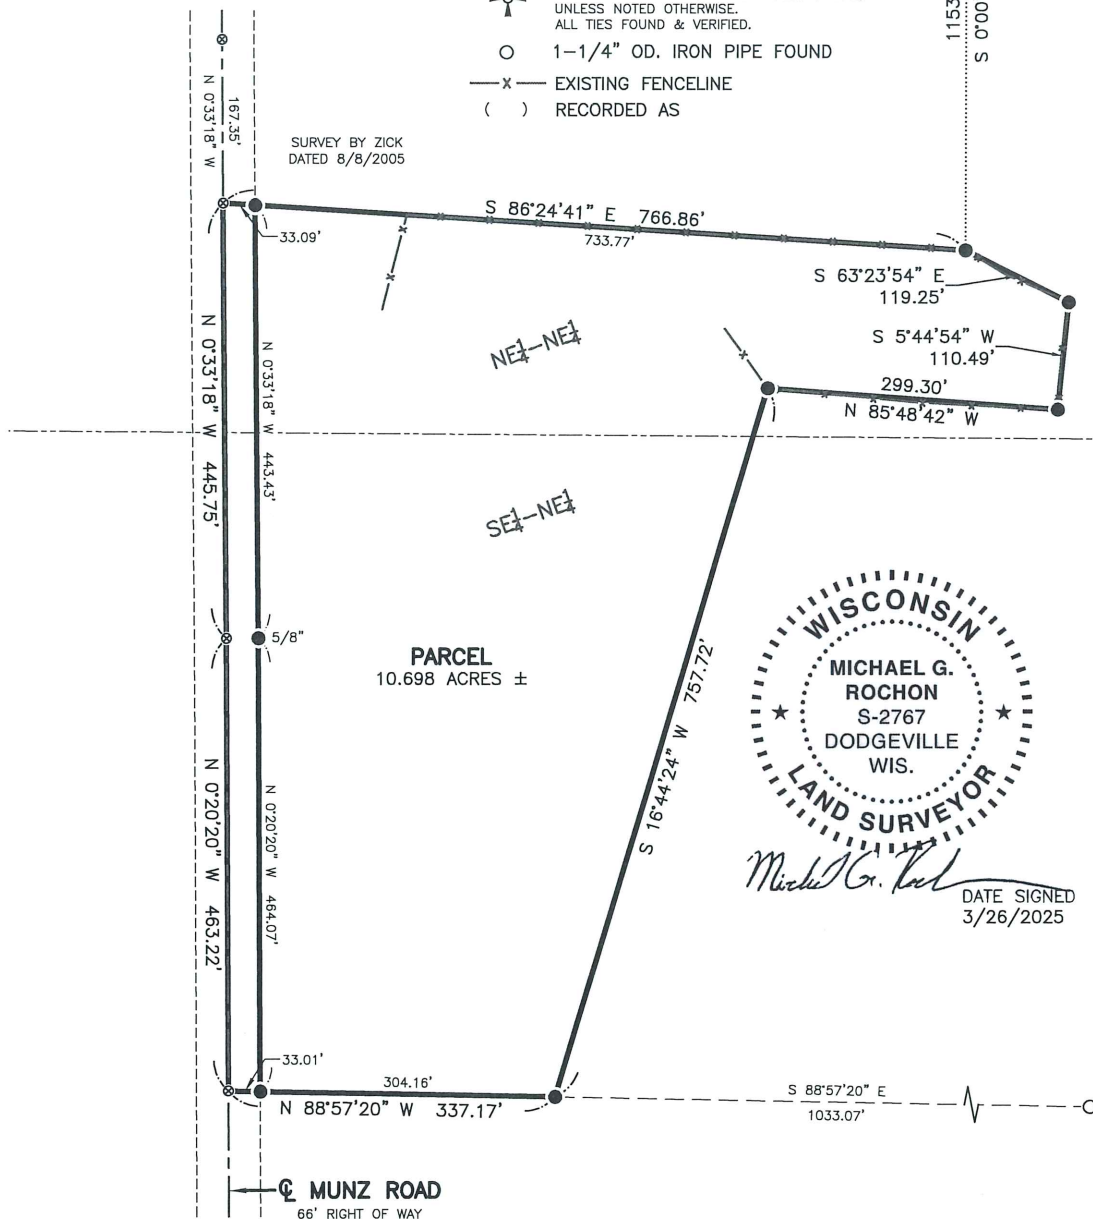 UNLESS NOTED OTHERWISE.
ALL TIES FOUND & VERIFIED.
1-1/4" OD. IRON PIPE FOUND
x EXISTING FENCELINE
( ) RECORDED AS
1153
S 0°0
N 0°33'18" W
167.35'
SURVEY BY ZICK
DATED 8/8/2005
33.09'
S 86°24'41" E 766.86'
733.77'
S 63°23'54" E
119.25'
S 5°44'54" W
110.49'
299.30'
N 85°48'42" W
NE1/4-NE1/4
N 0°33'18" W 445.75'
N 0°33'18" W 443.43'
SE1/4-NE1/4
5/8"
PARCEL
10.698 ACRES ±
S 16°44'24" W 757.72'
WISCONSIN
MICHAEL G.
ROCHON
S-2767
DODGEVILLE
WIS.
LAND SURVEYOR
DATE SIGNED
3/26/2025
N 0°20'20" W 463.22'
N 0°20'20" W 464.07'
33.01'
304.16'
N 88°57'20" W 337.17'
S 88°57'20" E
1033.07'
℄ MUNZ ROAD
66' RIGHT OF WAY